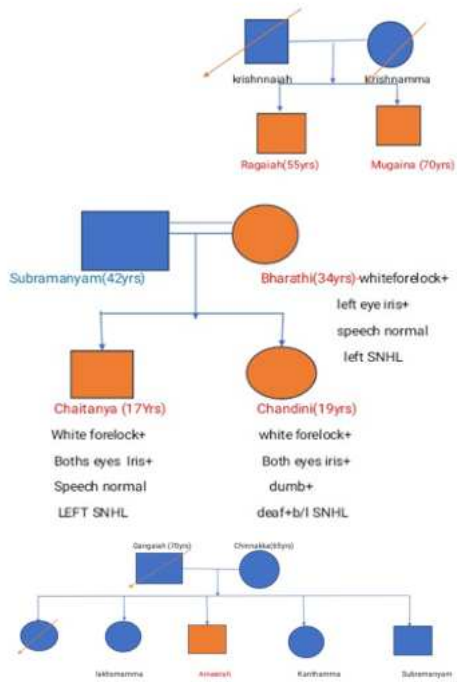 krishnnaiah Krishnamma
Ragaiah(55yrs) Mugaina (70yrs)
Subramanyam(42yrs) Bharathi(34yrs)-whiteforelock+
left eye iris+
speech normal
left SNHL
Chaitanya (17Yrs) Chandini(19yrs)
White forelock+ white forelock+
Boths eyes Iris+ Both eyes iris+
Speech normal dumb+
LEFT SNHL deaf+b/l SNHL
Gangaiah (70yrs) Chinnakka(65yrs)
lakhsmamma Ameerah Kanthamma Subramanyam